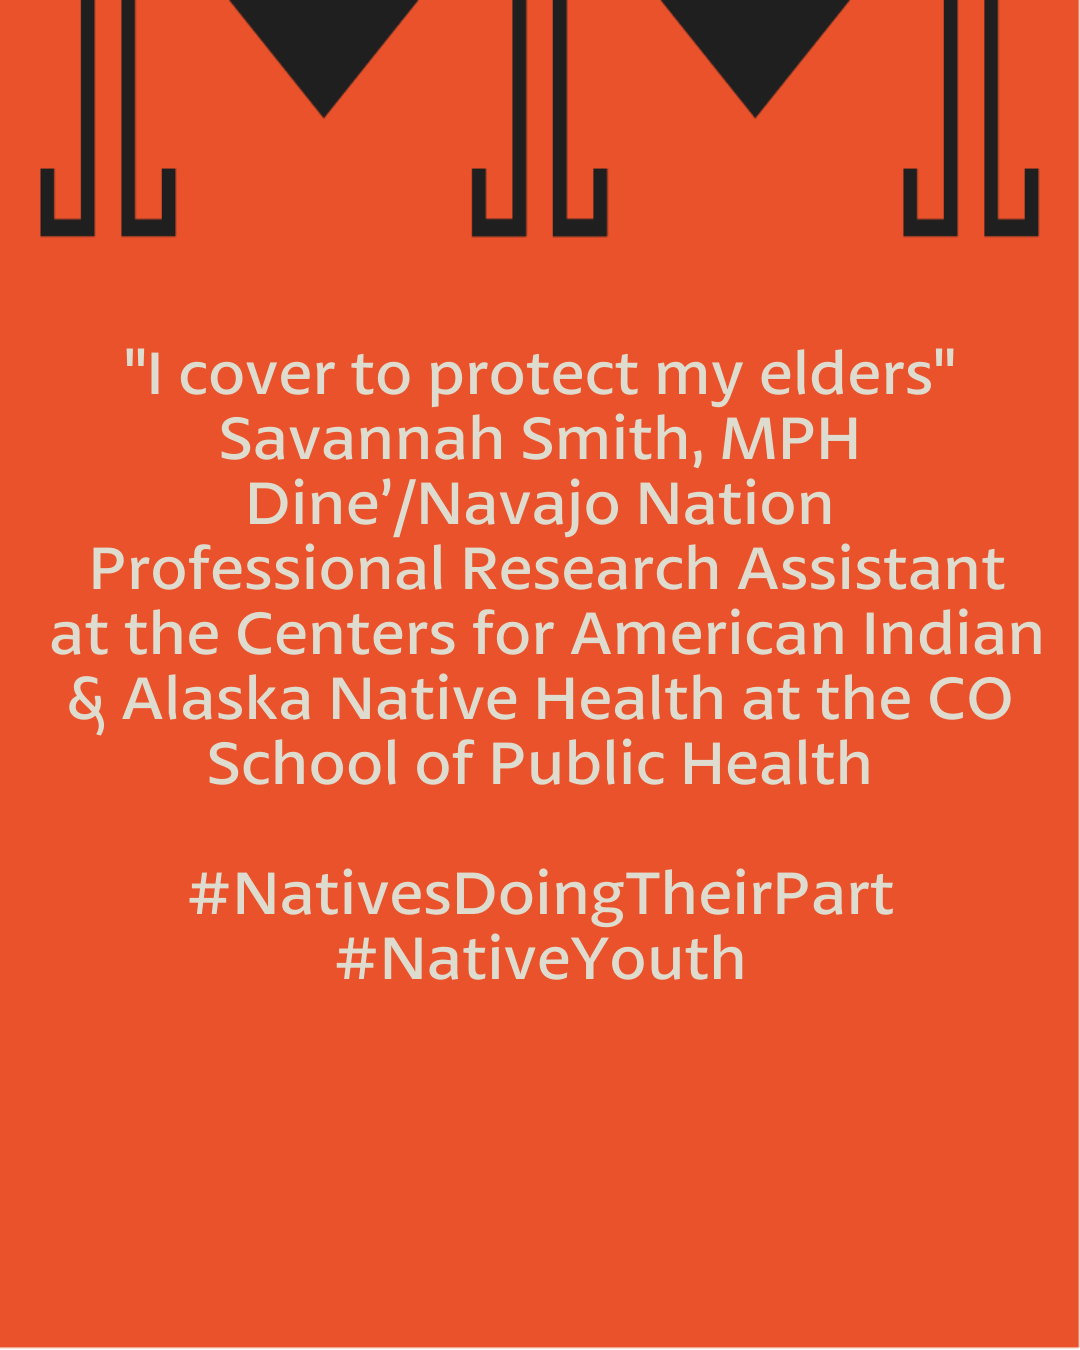 "I cover to protect my elders"
Savannah Smith, MPH
Dine’/Navajo Nation
Professional Research Assistant
at the Centers for American Indian
& Alaska Native Health at the CO
School of Public Health
#NativesDoingTheirPart
#NativeYouth